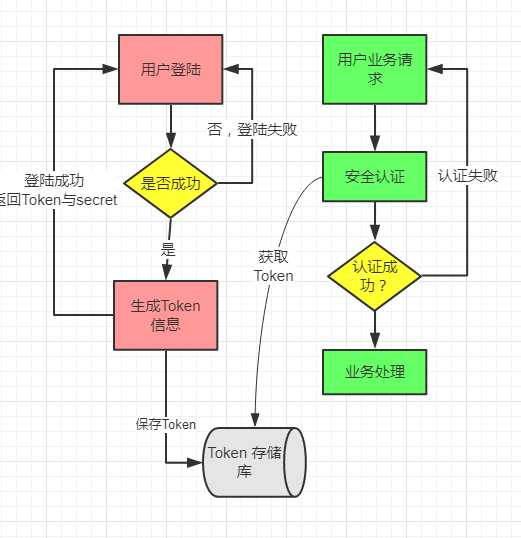 用户登陆
否，登陆失败
是否成功
登陆成功
返回Token与secret
是
生成Token
信息
保存Token
Token 存储
库
用户业务请
求
安全认证
认证失败
获取
Token
认证成
功？
业务处理